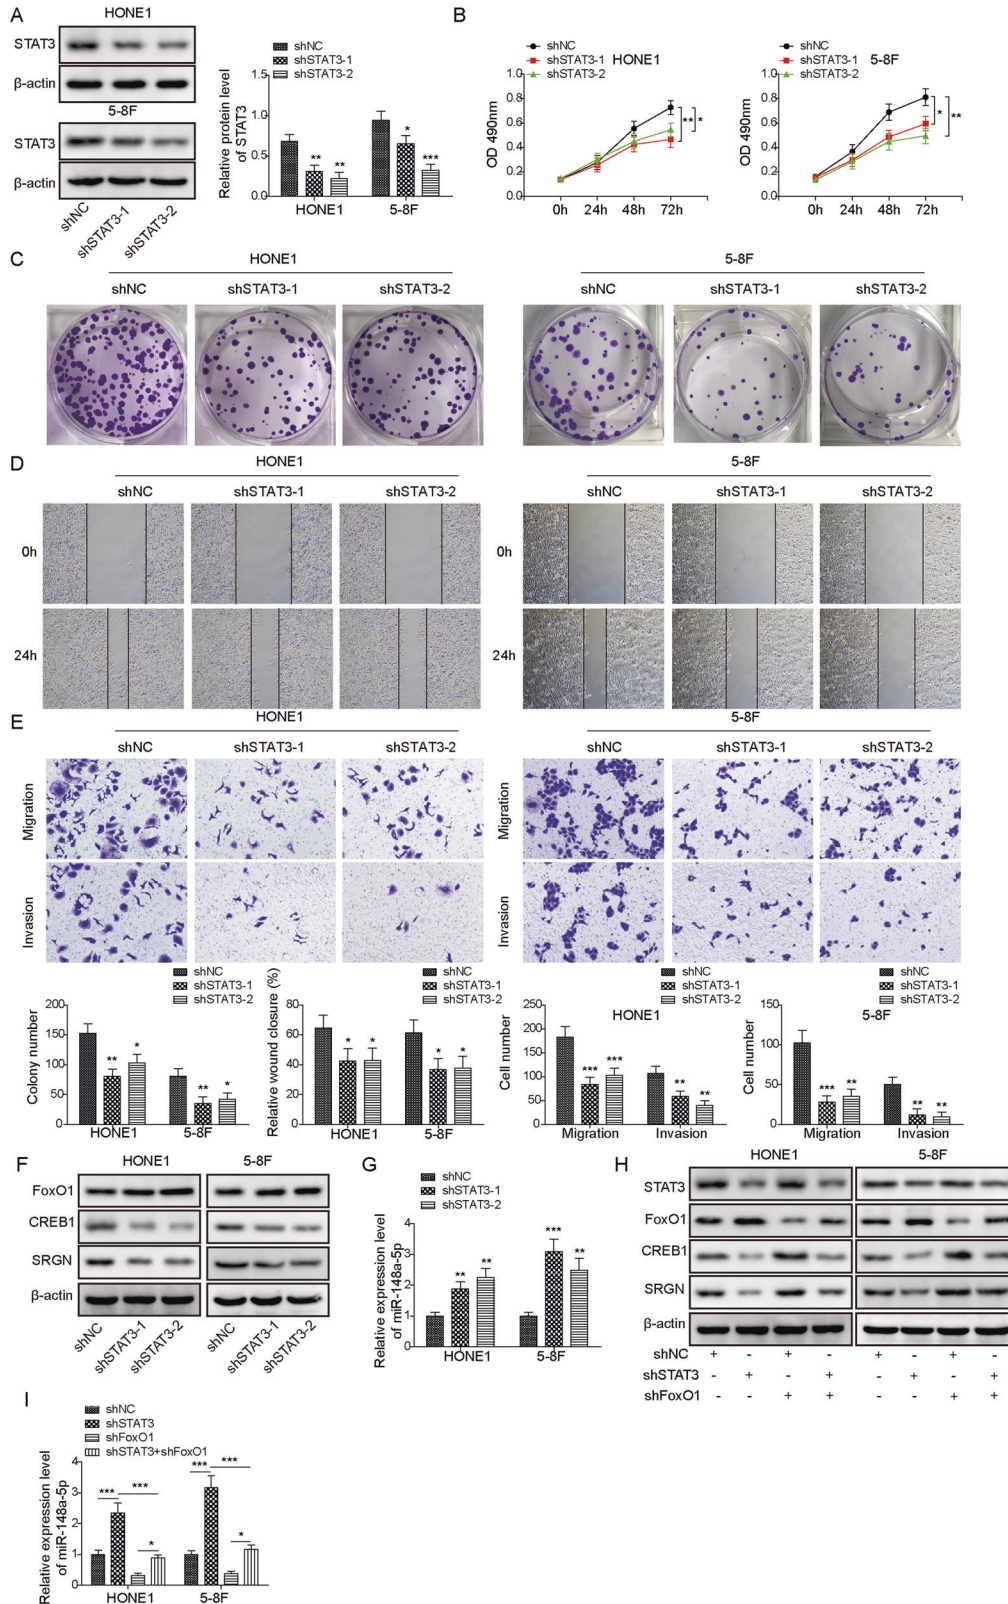 A
HONE1
STAT3
β-actin
5-8F
STAT3
β-actin
shNC
shSTAT3-1
shSTAT3-2
shNC
shSTAT3-1
shSTAT3-2
Relative protein level
of STAT3
1.5
1.0
0.5
0.0
** ** * ***
HONE1 5-8F
B
shNC
shSTAT3-1
shSTAT3-2
HONE1
OD 490nm
1.0
0.8
0.6
0.4
0.2
0.0
** *
0h 24h 48h 72h
shNC
shSTAT3-1
shSTAT3-2
5-8F
OD 490nm
1.0
0.8
0.6
0.4
0.2
0.0
* **
0h 24h 48h 72h
C
HONE1 5-8F
shNC shSTAT3-1 shSTAT3-2 shNC shSTAT3-1 shSTAT3-2
D
HONE1 5-8F
shNC shSTAT3-1 shSTAT3-2 shNC shSTAT3-1 shSTAT3-2
0h 0h
24h 24h
E
HONE1 5-8F
shNC shSTAT3-1 shSTAT3-2 shNC shSTAT3-1 shSTAT3-2
Migration Migration
Invasion Invasion
shNC
shSTAT3-1
shSTAT3-2
Colony number
200
150
100
50
0
** * ** *
HONE1 5-8F
shNC
shSTAT3-1
shSTAT3-2
Relative wound closure (%)
100
80
60
40
20
0
* * * *
HONE1 5-8F
shNC
shSTAT3-1
shSTAT3-2
HONE1
Cell number
250
200
150
100
50
0
*** *** ** **
Migration Invasion
shNC
shSTAT3-1
shSTAT3-2
5-8F
Cell number
150
100
50
0
*** ** ** **
Migration Invasion
F
HONE1 5-8F
FoxO1
CREB1
SRGN
β-actin
shNC
shSTAT3-1
shSTAT3-2
shNC
shSTAT3-1
shSTAT3-2
G
shNC
shSTAT3-1
shSTAT3-2
Relative expression level
of miR-148a-5p
4
3
2
1
0
** ** *** **
HONE1 5-8F
H
HONE1 5-8F
STAT3
FoxO1
CREB1
SRGN
β-actin
shNC + - + - + - + -
shSTAT3 - + - + - + - +
shFoxO1 - - + + - - + +
I
shNC
shSTAT3
shFoxO1
shSTAT3+shFoxO1
Relative expression level
of miR-148a-5p
4
3
2
1
0
*** *** * *** *** *
HONE1 5-8F